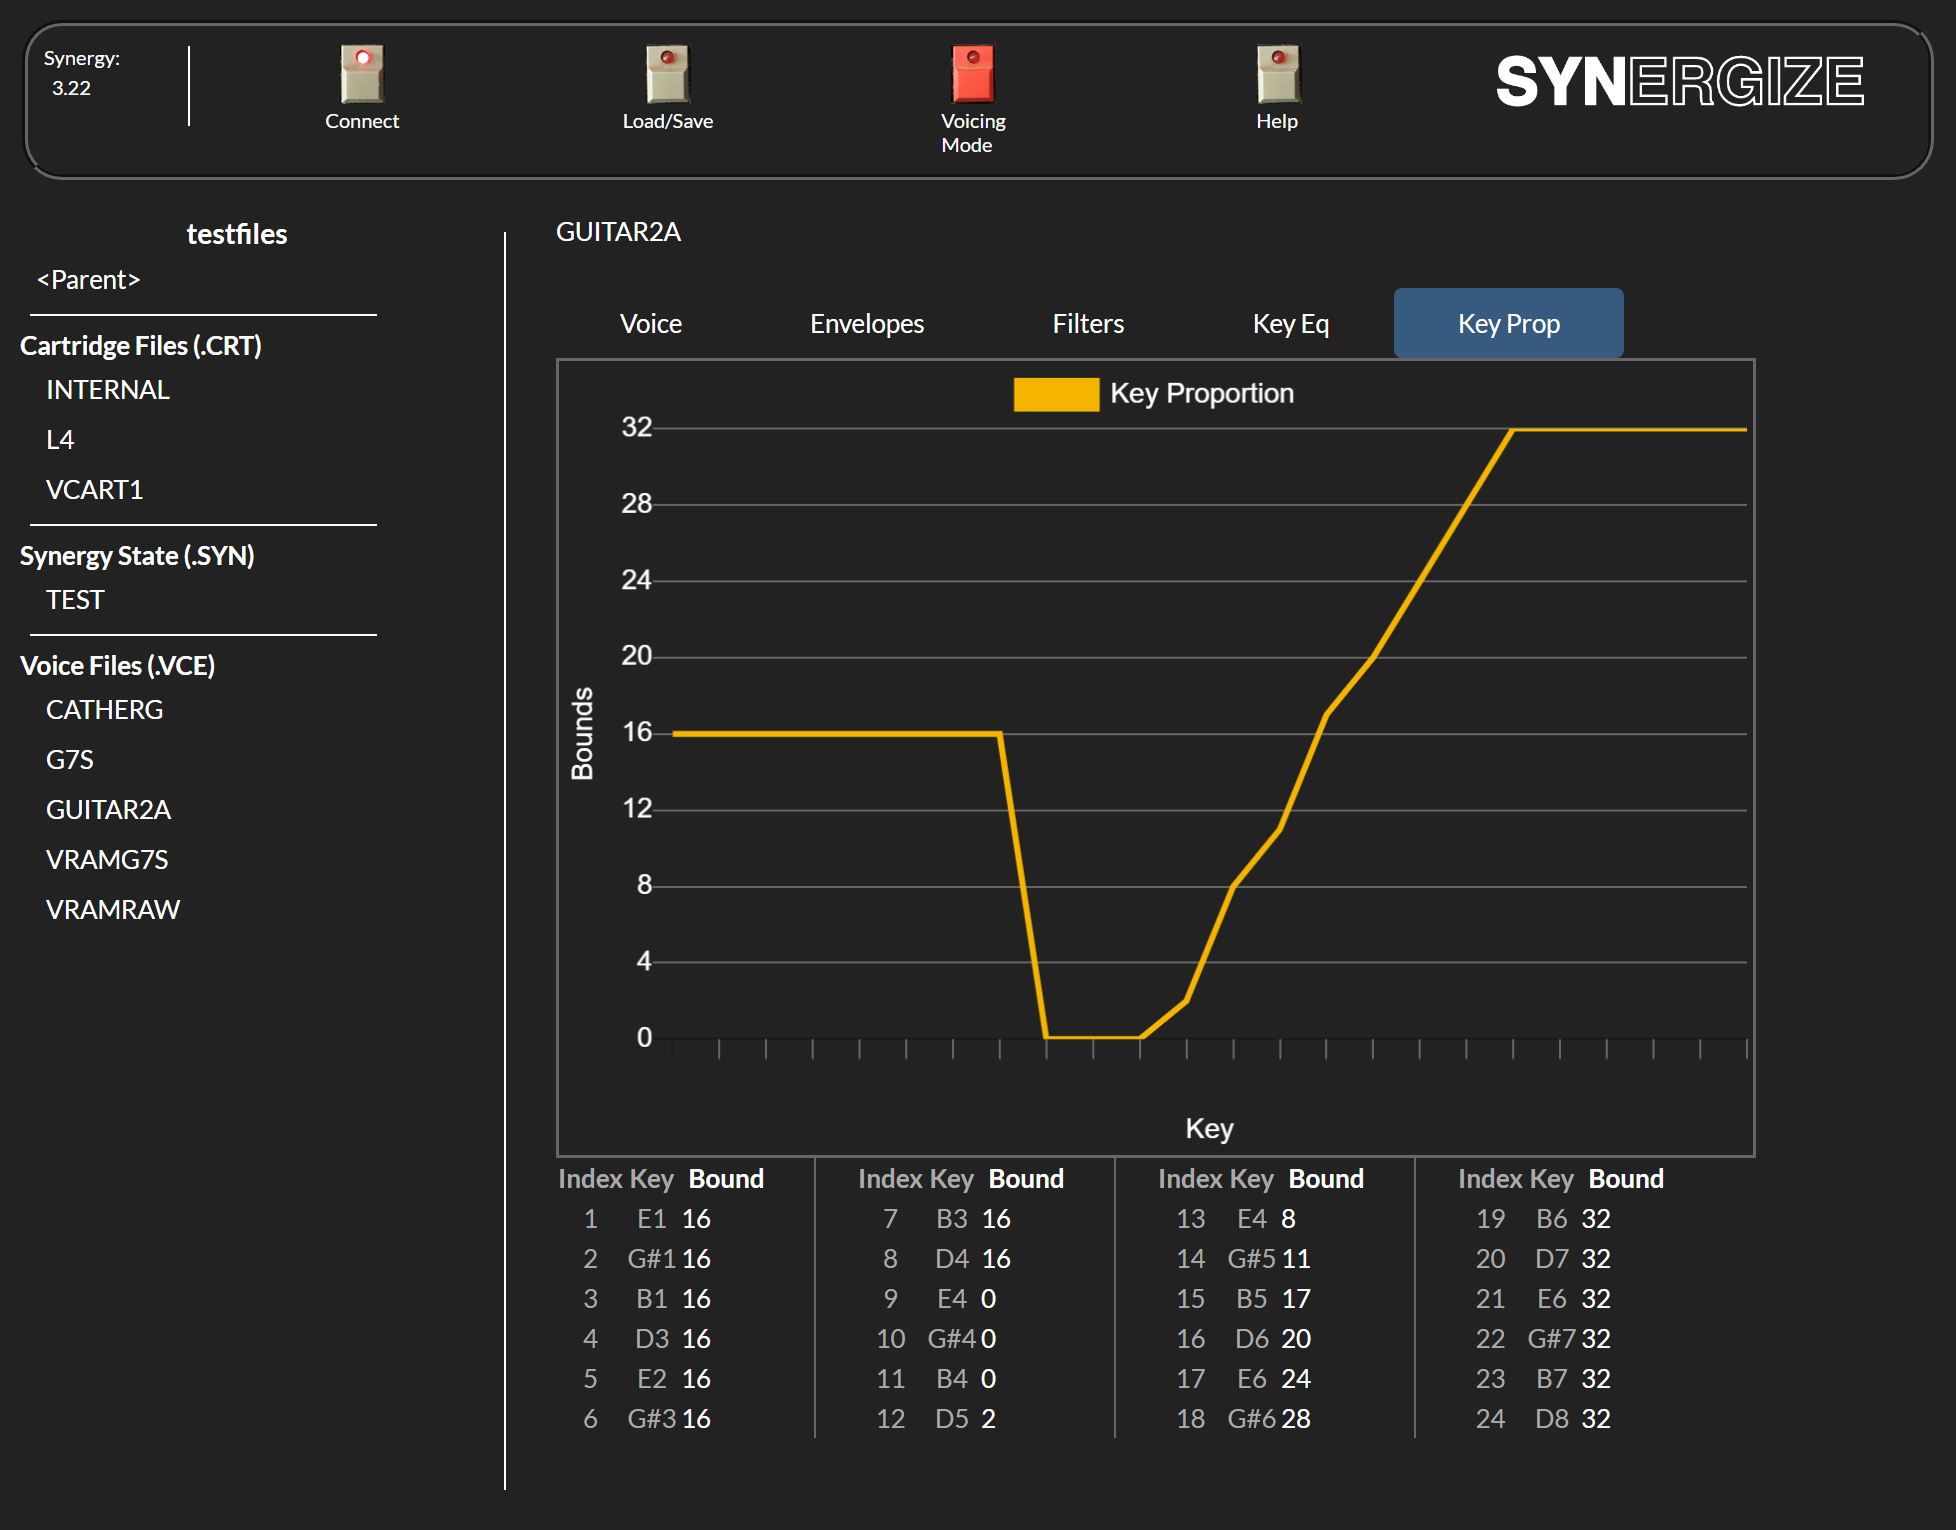 Synergy:
3.22
Connect
Load/Save
Voicing
Mode
Help
SYNERGIZE
testfiles
<Parent>
Cartridge Files (.CRT)
INTERNAL
L4
VCART1
Synergy State (.SYN)
TEST
Voice Files (.VCE)
CATHERG
G7S
GUITAR2A
VRAMG7S
VRAMRAW
GUITAR2A
Voice Envelopes Filters Key Eq Key Prop
Key Proportion
32
28
24
20
16
12
8
4
0
Bounds
Key
Index Key Bound
1 E1 16
2 G#1 16
3 B1 16
4 D3 16
5 E2 16
6 G#3 16
Index Key Bound
7 B3 16
8 D4 16
9 E4 0
10 G#4 0
11 B4 0
12 D5 2
Index Key Bound
13 E4 8
14 G#5 11
15 B5 17
16 D6 20
17 E6 24
18 G#6 28
Index Key Bound
19 B6 32
20 D7 32
21 E6 32
22 G#7 32
23 B7 32
24 D8 32